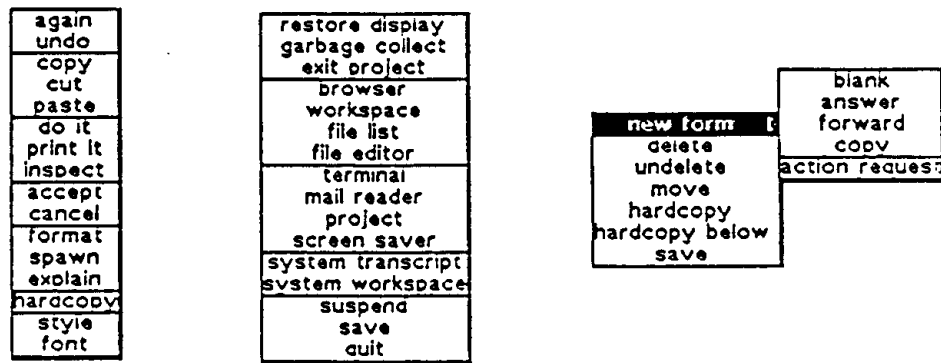 again
undo
copy
cut
paste
do it
print it
inspect
accept
cancel
format
spawn
explain
hardcopy
style
font
restore display
garbage collect
exit project
browser
workspace
file list
file editor
terminal
mail reader
project
screen saver
system transcript
system workspace
suspend
save
quit
new form
delete
undelete
move
hardcopy
hardcopy below
save
blank
answer
forward
copy
action request